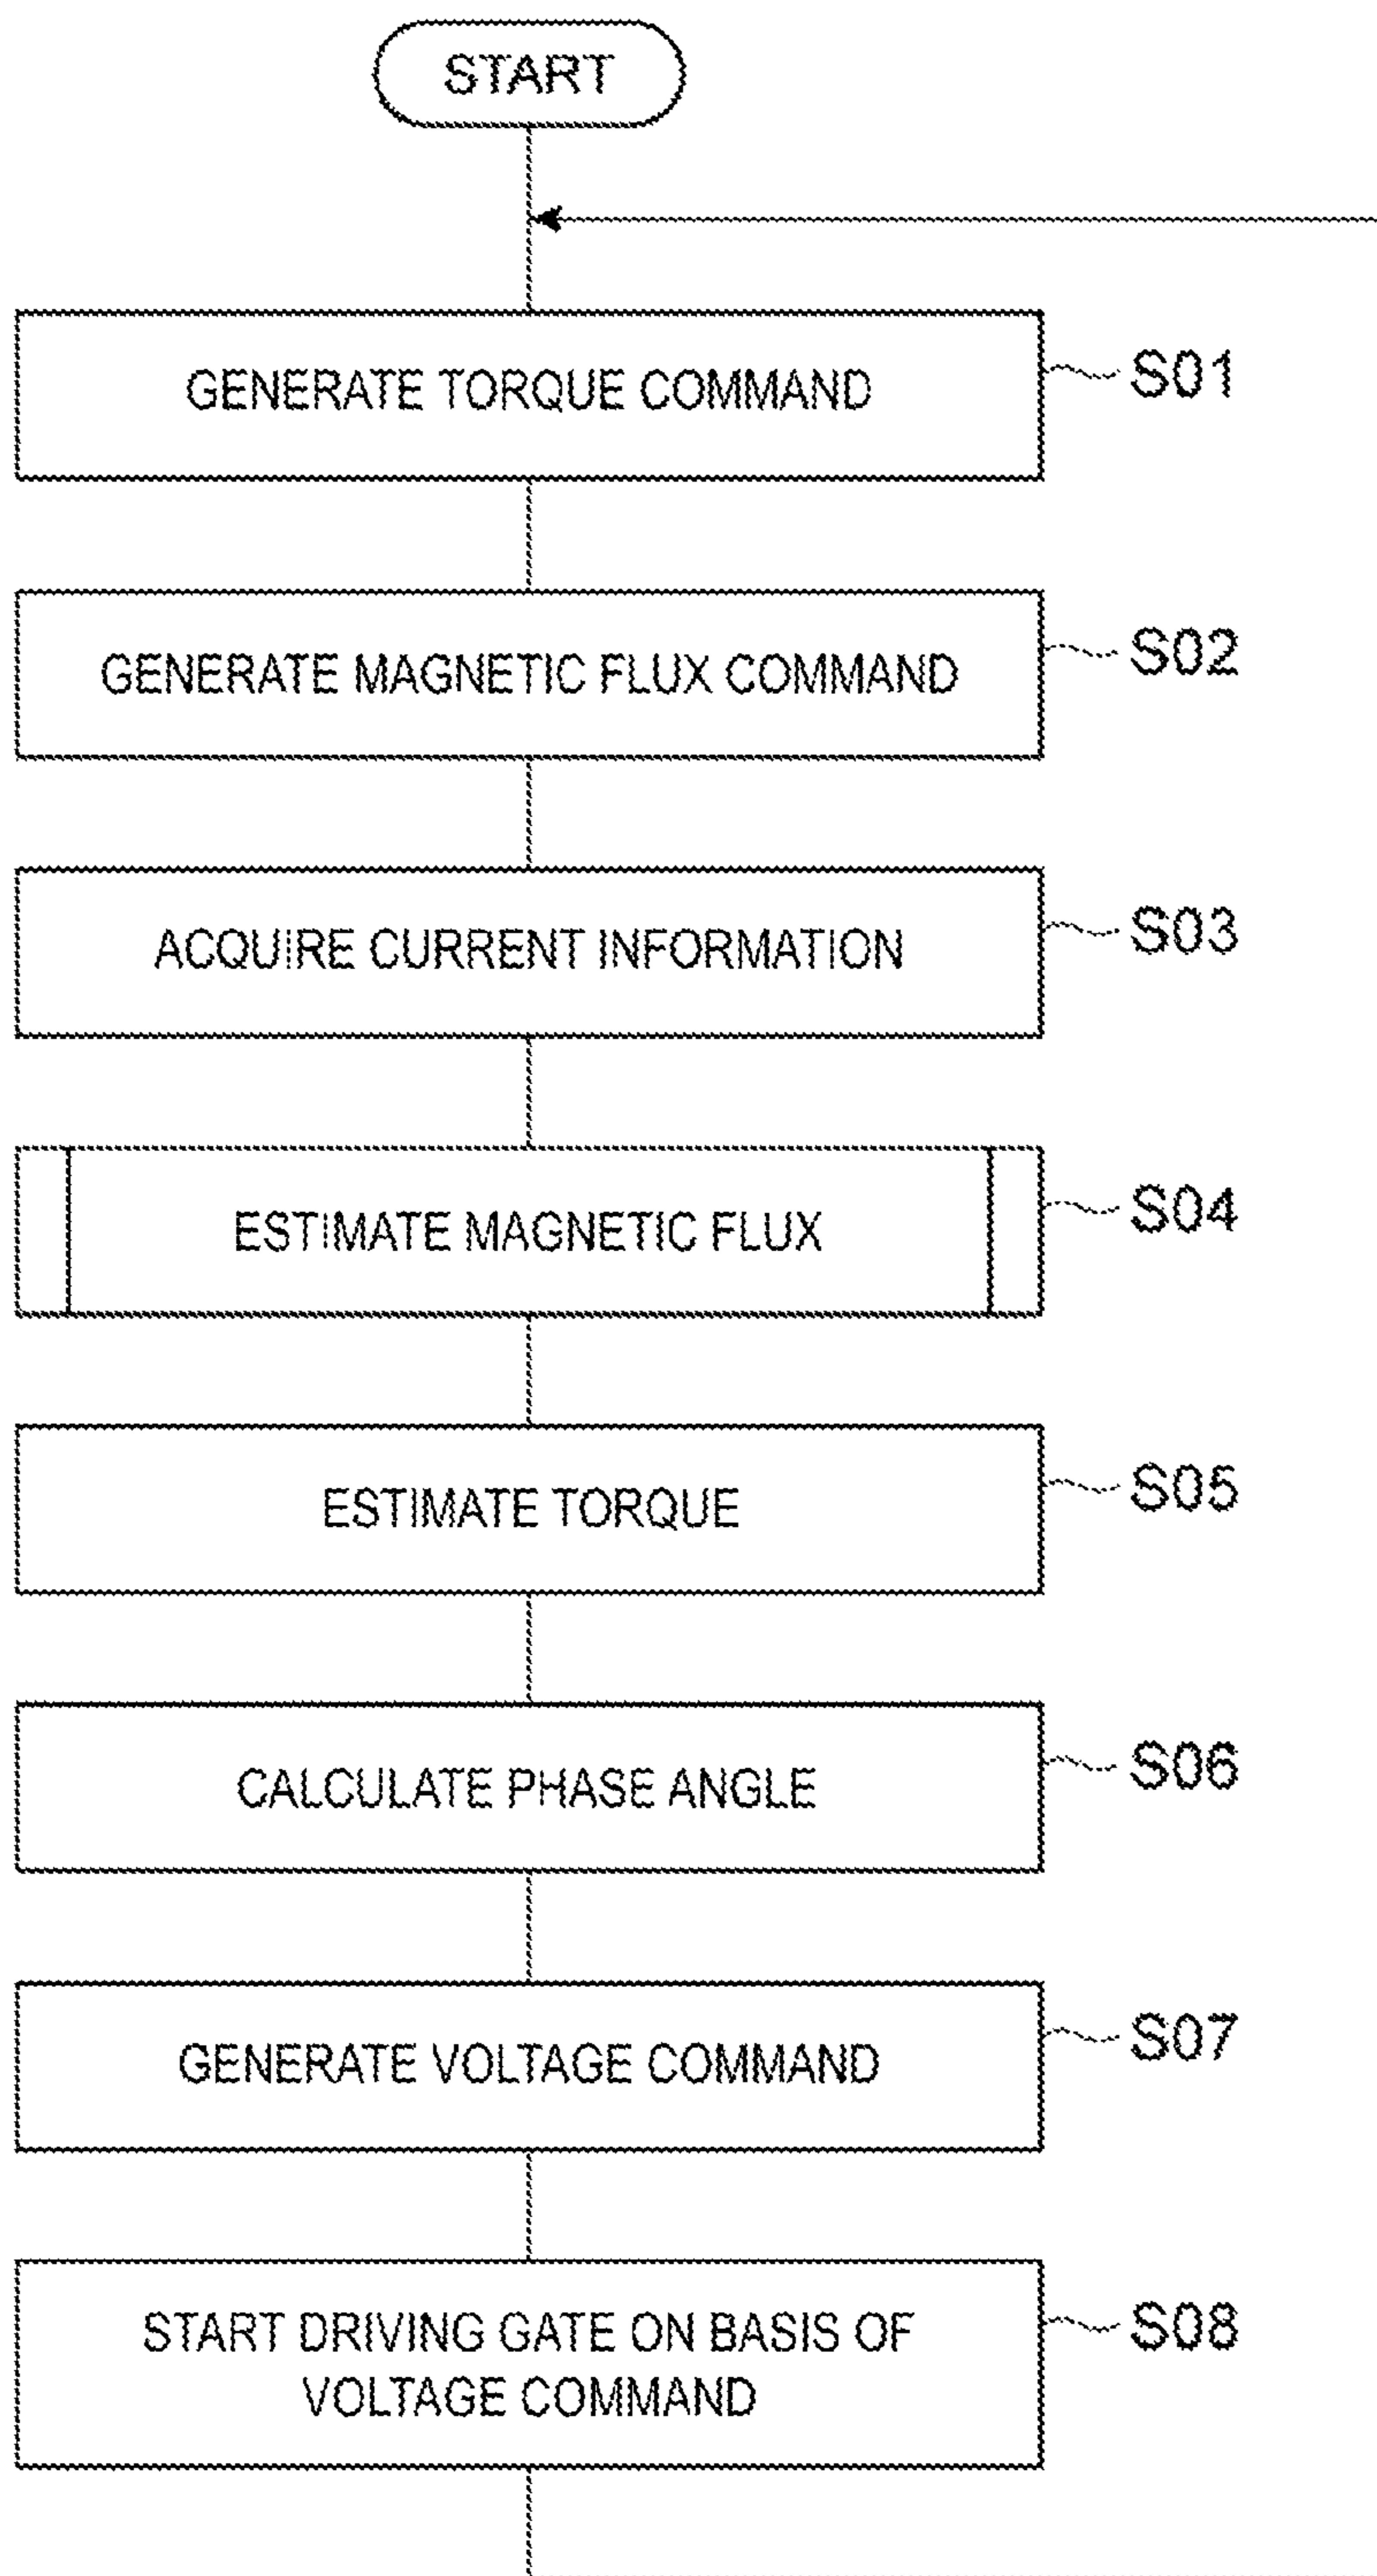 START
GENERATE TORQUE COMMAND
S01
GENERATE MAGNETIC FLUX COMMAND
S02
ACQUIRE CURRENT INFORMATION
S03
ESTIMATE MAGNETIC FLUX
S04
ESTIMATE TORQUE
S05
CALCULATE PHASE ANGLE
S06
GENERATE VOLTAGE COMMAND
S07
START DRIVING GATE ON BASIS OF
VOLTAGE COMMAND
S08